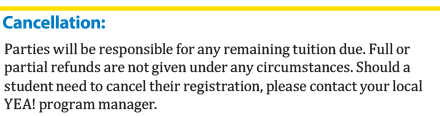 Cancellation:
Parties will be responsible for any remaining tuition due. Full or
partial refunds are not given under any circumstances. Should a
student need to cancel their registration, please contact your local
YEA! program manager.